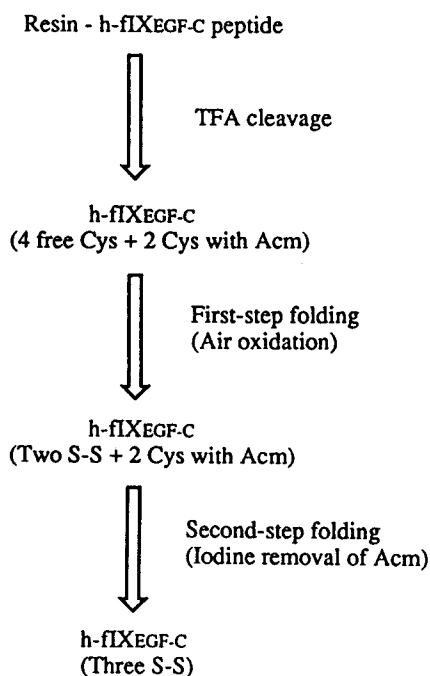 Resin - h-fIXEGF-C peptide
TFA cleavage
h-fIXEGF-C
(4 free Cys + 2 Cys with Acm)
First-step folding
(Air oxidation)
h-fIXEGF-C
(Two S-S + 2 Cys with Acm)
Second-step folding
(Iodine removal of Acm)
h-fIXEGF-C
(Three S-S)